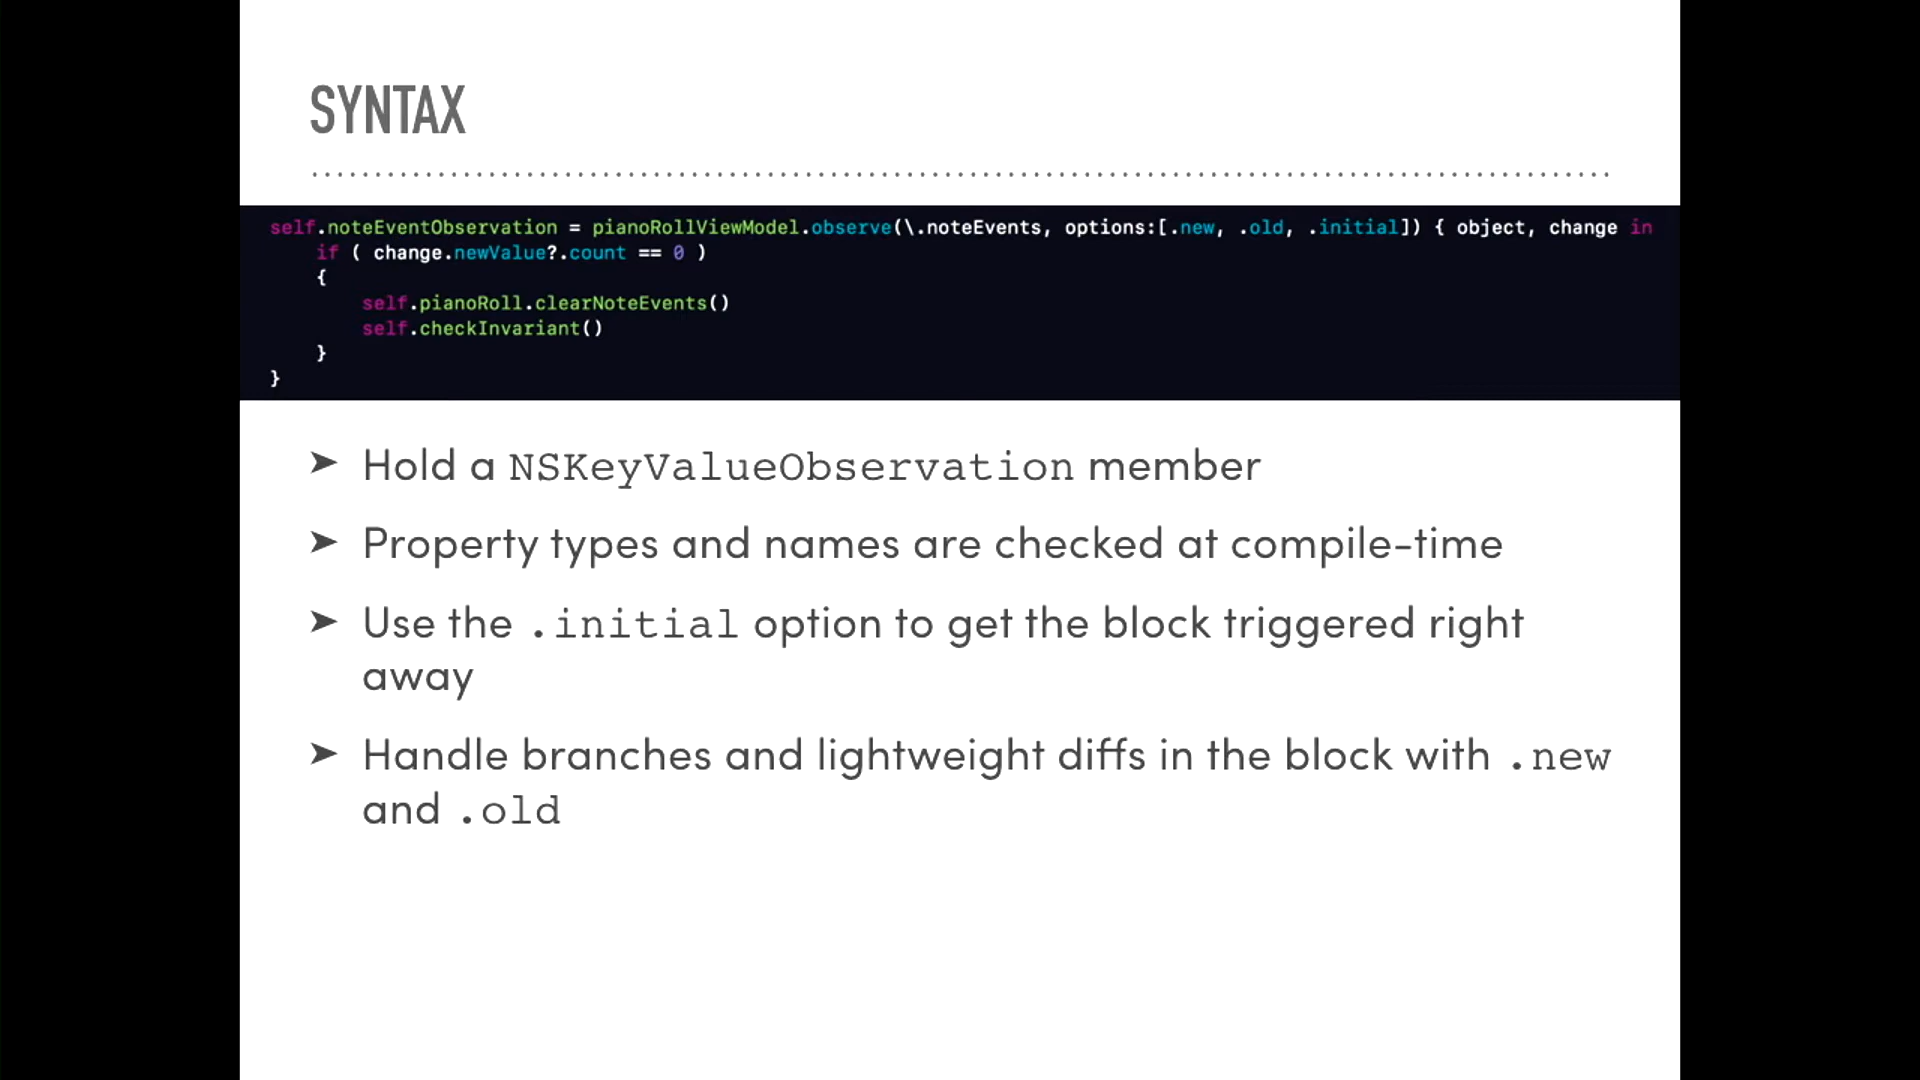 SYNTAX
self.noteEventObservation = pianoRollViewModel.observe(\.noteEvents, options:[.new, .old, .initial]) { object, change in
if ( change.newValue?.count == 0 )
{
self.pianoRoll.clearNoteEvents()
self.checkInvariant()
}
}
➤ Hold a NSKeyValueObservation member
➤ Property types and names are checked at compile-time
➤ Use the .initial option to get the block triggered right
away
➤ Handle branches and lightweight diffs in the block with .new
and .old